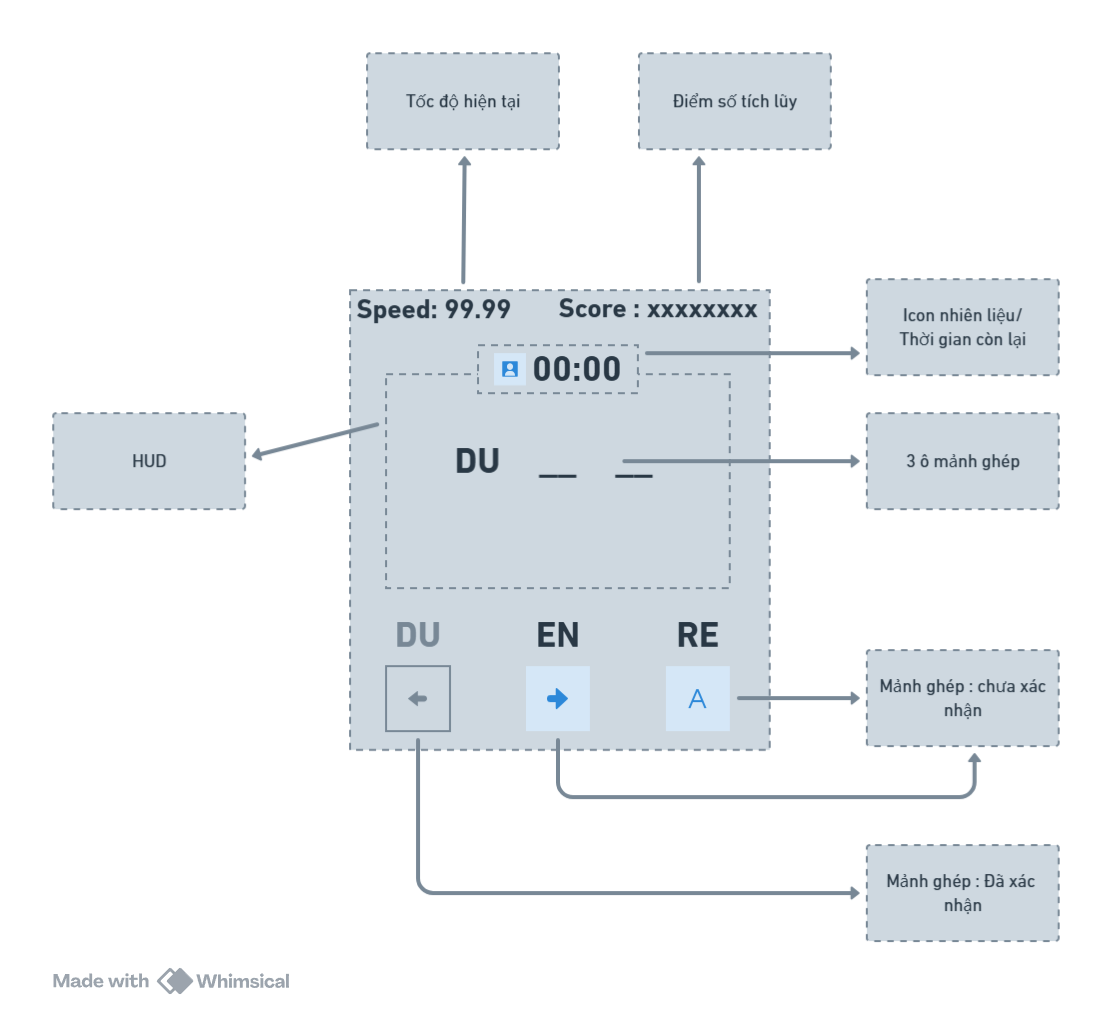 Tốc độ hiện tại
Điểm số tích lũy
Speed: 99.99
Score : xxxxxxxx
Icon nhiên liệu/
Thời gian còn lại
00:00
HUD
DU __ __
3 ô mảnh ghép
DU
EN
RE
A
Mảnh ghép : chưa xác
nhận
Mảnh ghép : Đã xác
nhận
Made with Whimsical